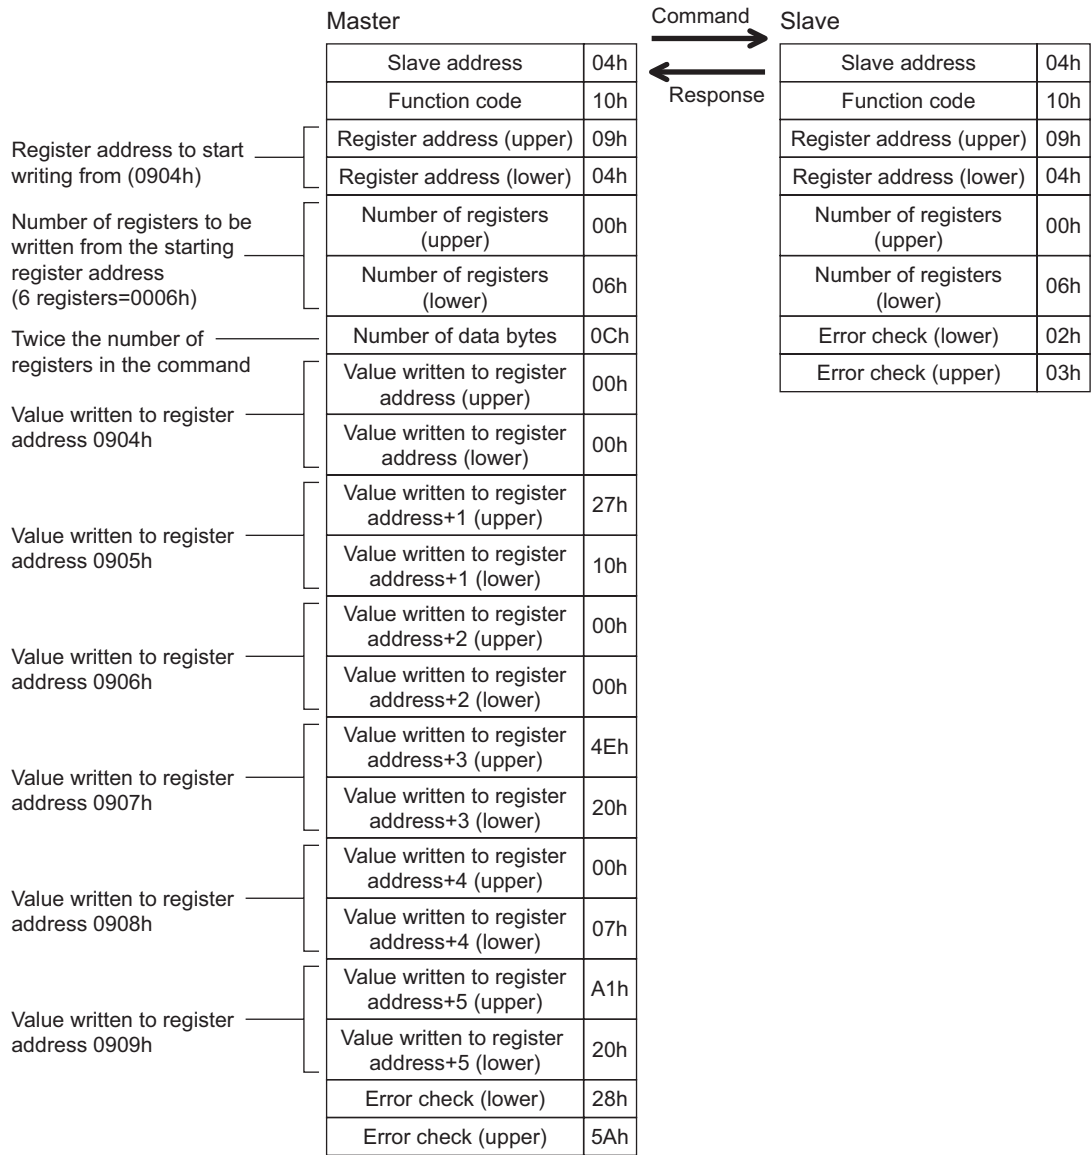 Master
Command
Slave
Response
Slave address 04h
Function code 10h
Register address to start
writing from (0904h)
Register address (upper) 09h
Register address (lower) 04h
Number of registers to be
written from the starting
register address
(6 registers=0006h)
Number of registers
(upper) 00h
Number of registers
(lower) 06h
Twice the number of
registers in the command
Number of data bytes 0Ch
Value written to register
address 0904h
Value written to register
address (upper) 00h
Value written to register
address (lower) 00h
Value written to register
address 0905h
Value written to register
address+1 (upper) 27h
Value written to register
address+1 (lower) 10h
Value written to register
address 0906h
Value written to register
address+2 (upper) 00h
Value written to register
address+2 (lower) 00h
Value written to register
address 0907h
Value written to register
address+3 (upper) 4Eh
Value written to register
address+3 (lower) 20h
Value written to register
address 0908h
Value written to register
address+4 (upper) 00h
Value written to register
address+4 (lower) 07h
Value written to register
address 0909h
Value written to register
address+5 (upper) A1h
Value written to register
address+5 (lower) 20h
Error check (lower) 28h
Error check (upper) 5Ah
Slave address 04h
Function code 10h
Register address (upper) 09h
Register address (lower) 04h
Number of registers
(upper) 00h
Number of registers
(lower) 06h
Error check (lower) 02h
Error check (upper) 03h